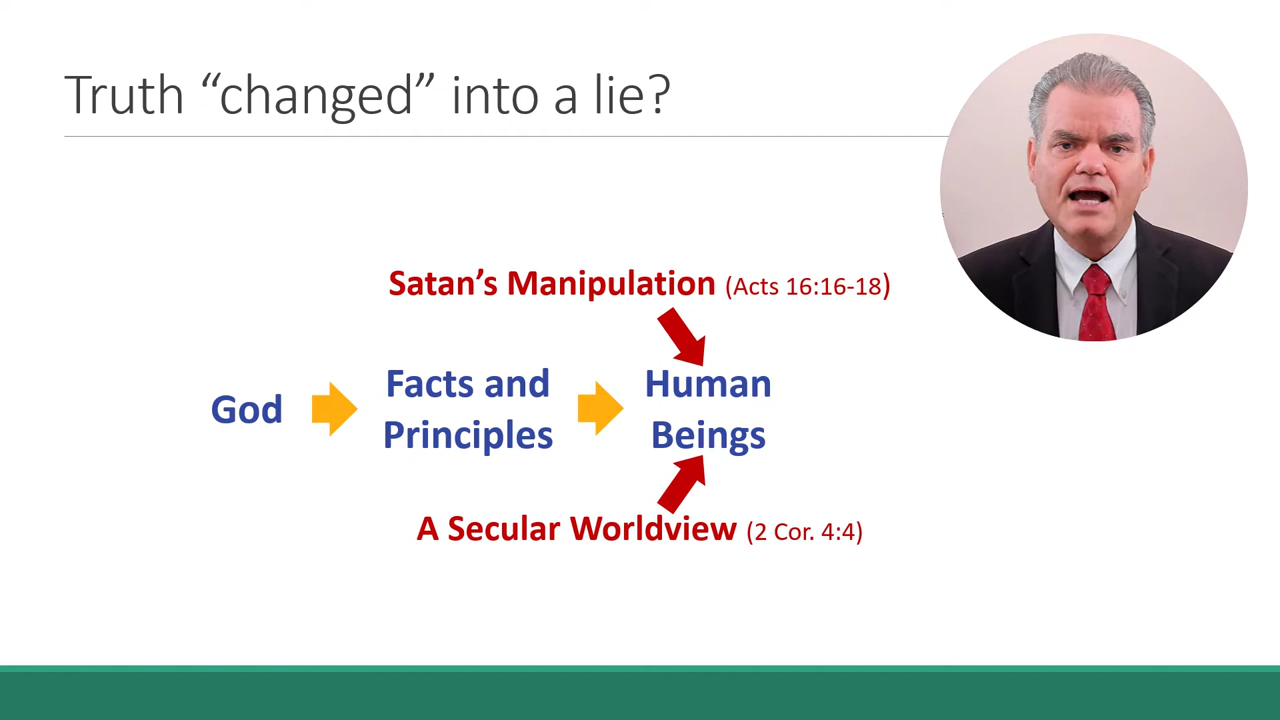 Truth “changed” into a lie?
Satan’s Manipulation (Acts 16:16-18)
God
Facts and
Principles
Human
Beings
A Secular Worldview (2 Cor. 4:4)